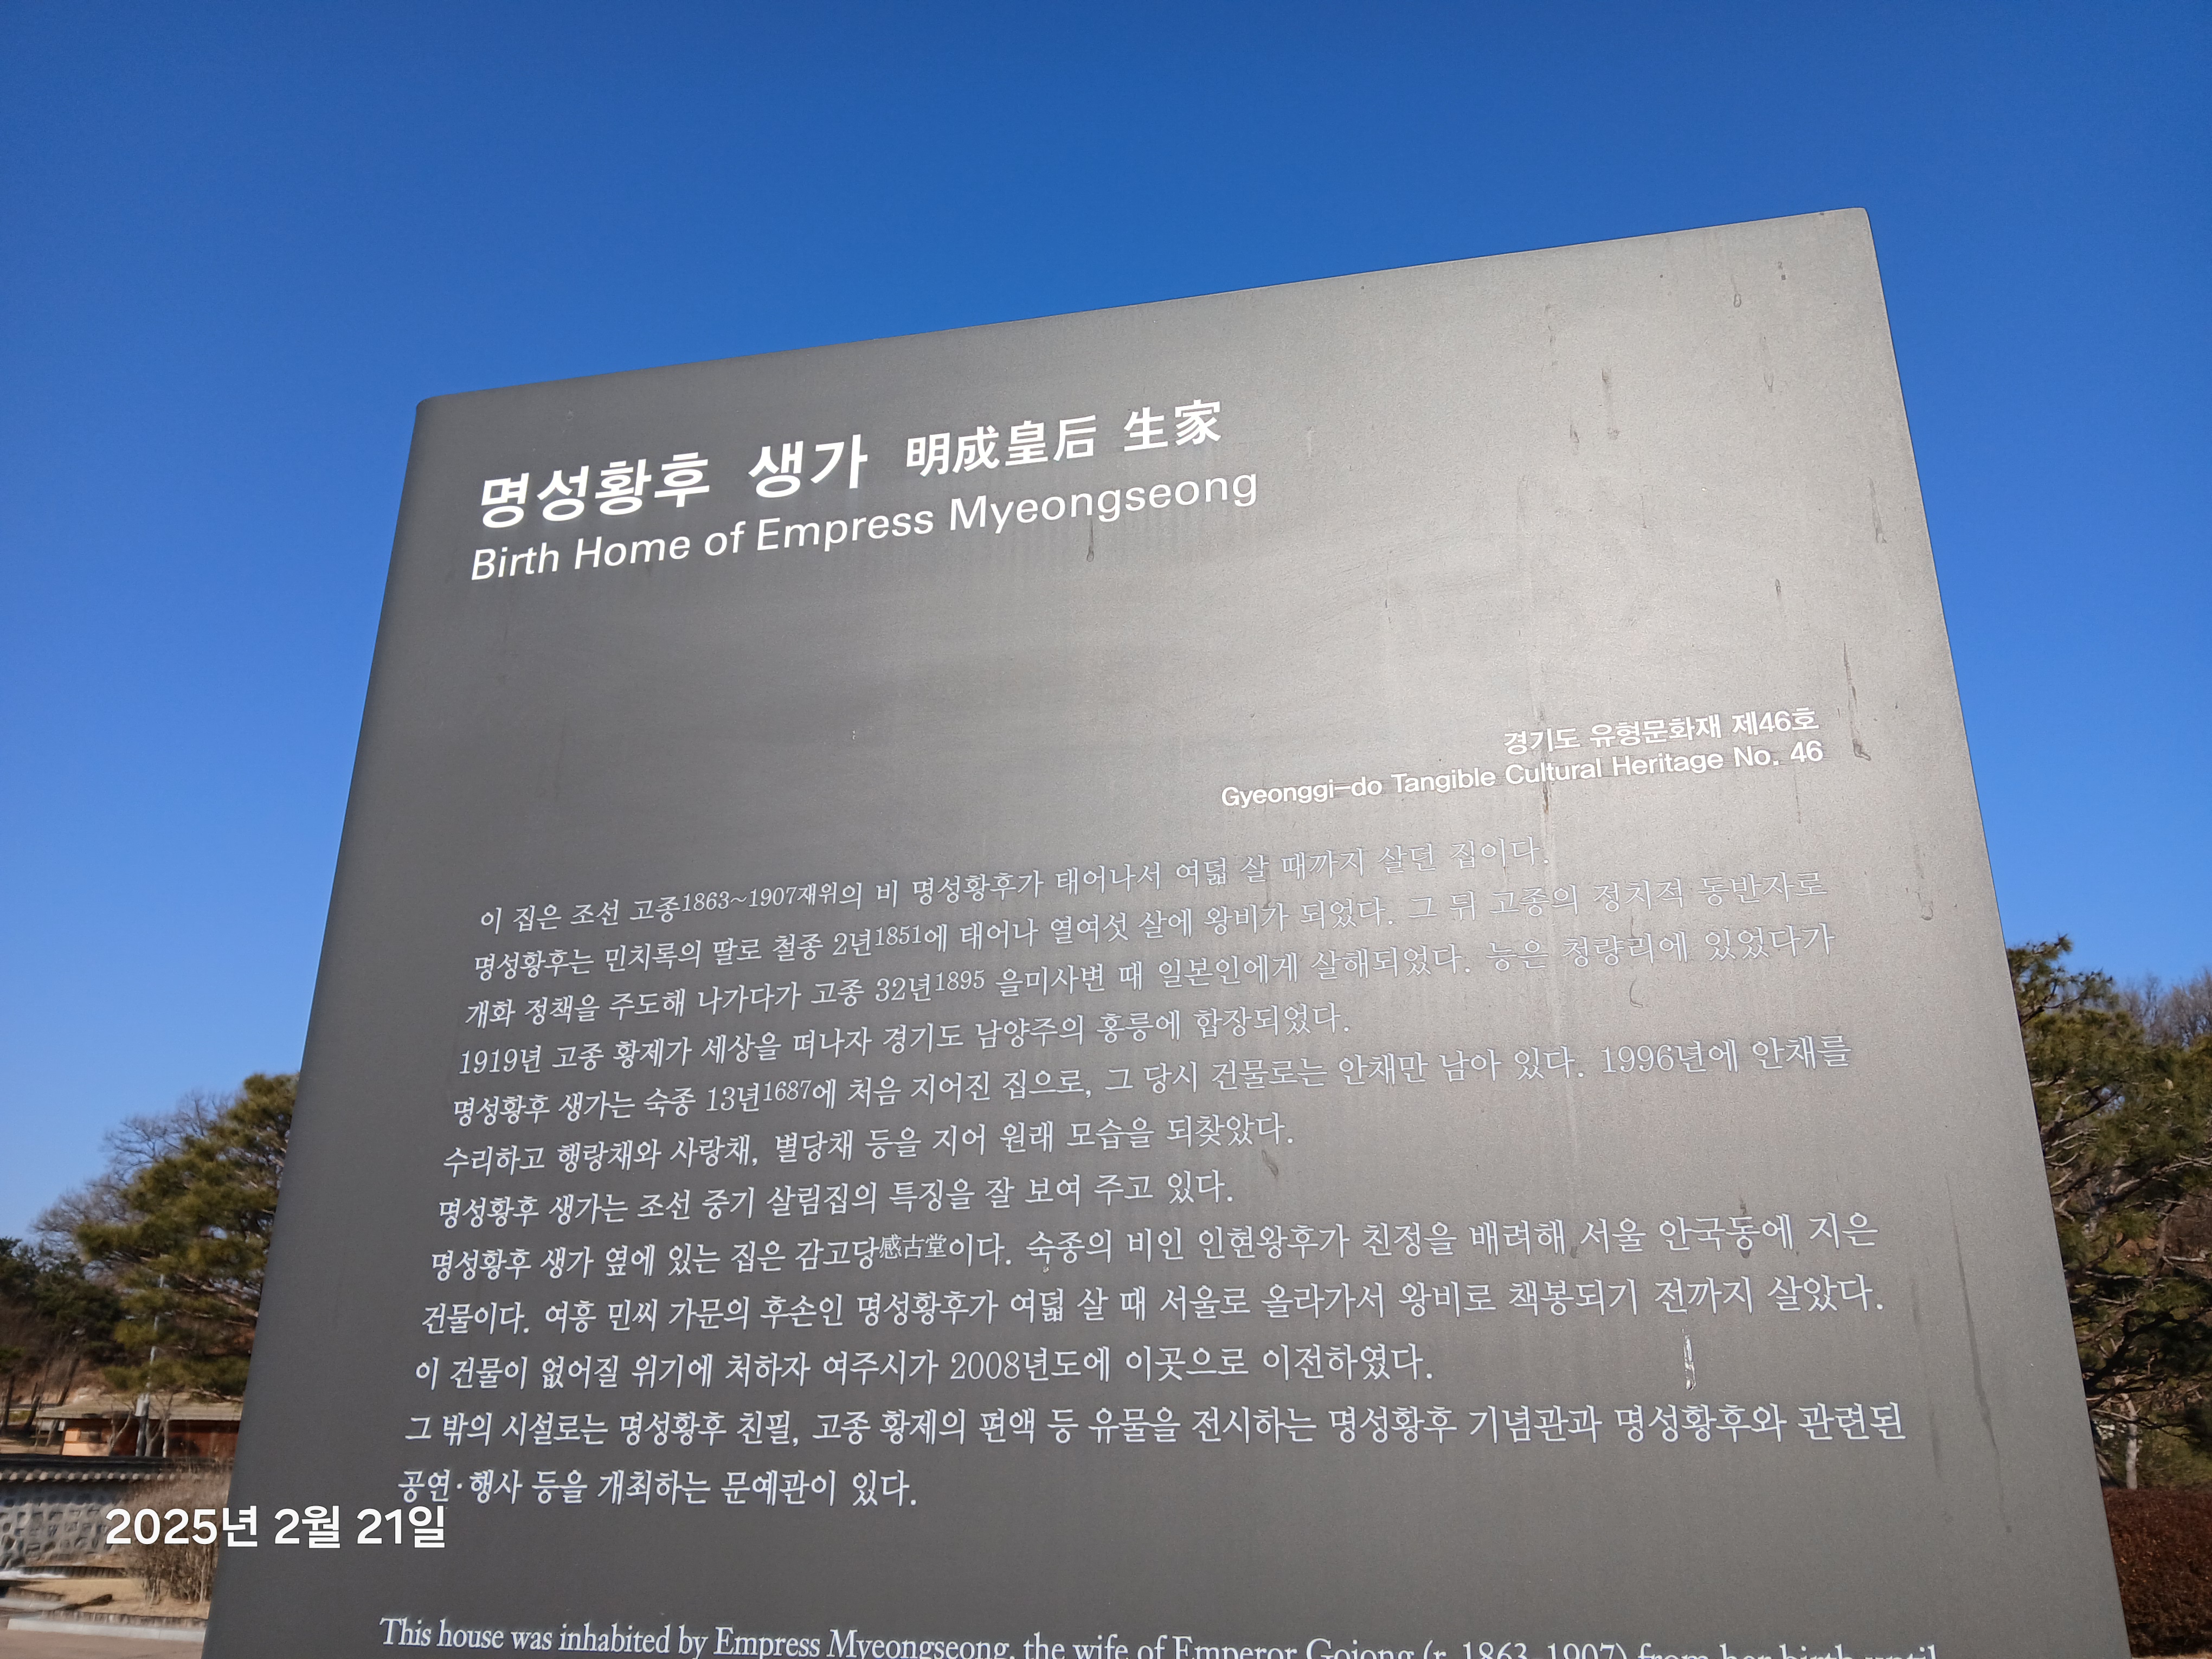 명성황후 생가 明成皇后 生家
Birth Home of Empress Myeongseong
경기도 유형문화재 제46호
Gyeonggi-do Tangible Cultural Heritage No. 46
이 집은 조선 고종1863~1907재위의 비 명성황후가 태어나서 여덟 살 때까지 살던 집이다.
명성황후는 민치록의 딸로 철종 2년1851에 태어나 열여섯 살에 왕비가 되었다. 그 뒤 고종의 정치적 동반자로
개화 정책을 주도해 나가다가 고종 32년1895 을미사변 때 일본인에게 살해되었다. 능은 청량리에 있었다가
1919년 고종 황제가 세상을 떠나자 경기도 남양주의 홍릉에 합장되었다.
명성황후 생가는 숙종 13년1687에 처음 지어진 집으로, 그 당시 건물로는 안채만 남아 있다. 1996년에 안채를
수리하고 행랑채와 사랑채, 별당채 등을 지어 원래 모습을 되찾았다.
명성황후 생가는 조선 중기 살림집의 특징을 잘 보여 주고 있다.
명성황후 생가 옆에 있는 집은 감고당感古堂이다. 숙종의 비인 인현왕후가 친정을 배려해 서울 안국동에 지은
건물이다. 여흥 민씨 가문의 후손인 명성황후가 여덟 살 때 서울로 올라가서 왕비로 책봉되기 전까지 살았다.
이 건물이 없어질 위기에 처하자 여주시가 2008년도에 이곳으로 이전하였다.
그 밖의 시설로는 명성황후 친필, 고종 황제의 편액 등 유물을 전시하는 명성황후 기념관과 명성황후와 관련된
공연·행사 등을 개최하는 문예관이 있다.
2025년 2월 21일
This house was inhabited by Empress Myeongseong, the wife of Emperor Gojong (r. 1863-1907) from her birth until